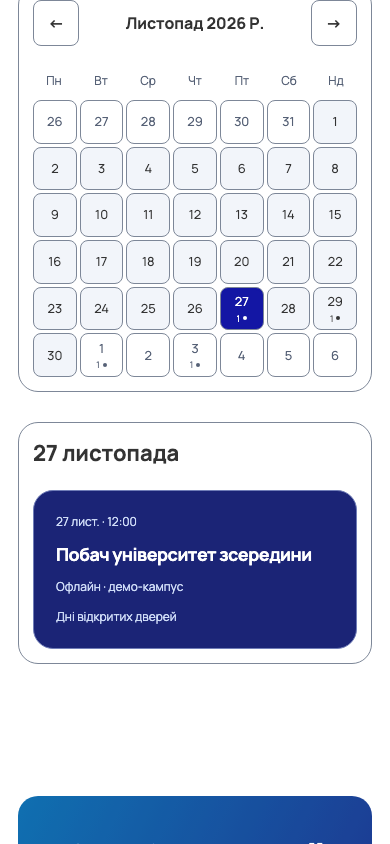 ← Листопад 2026 Р. →
Пн Вт Ср Чт Пт Сб Нд
26 27 28 29 30 31 1
2 3 4 5 6 7 8
9 10 11 12 13 14 15
16 17 18 19 20 21 22
23 24 25 26 27 28 29
1 • 1 •
30 1 2 3 4 5 6
1 • 1 •
27 листопада
27 лист. · 12:00
Побач університет зсередини
Офлайн · демо-кампус
Дні відкритих дверей